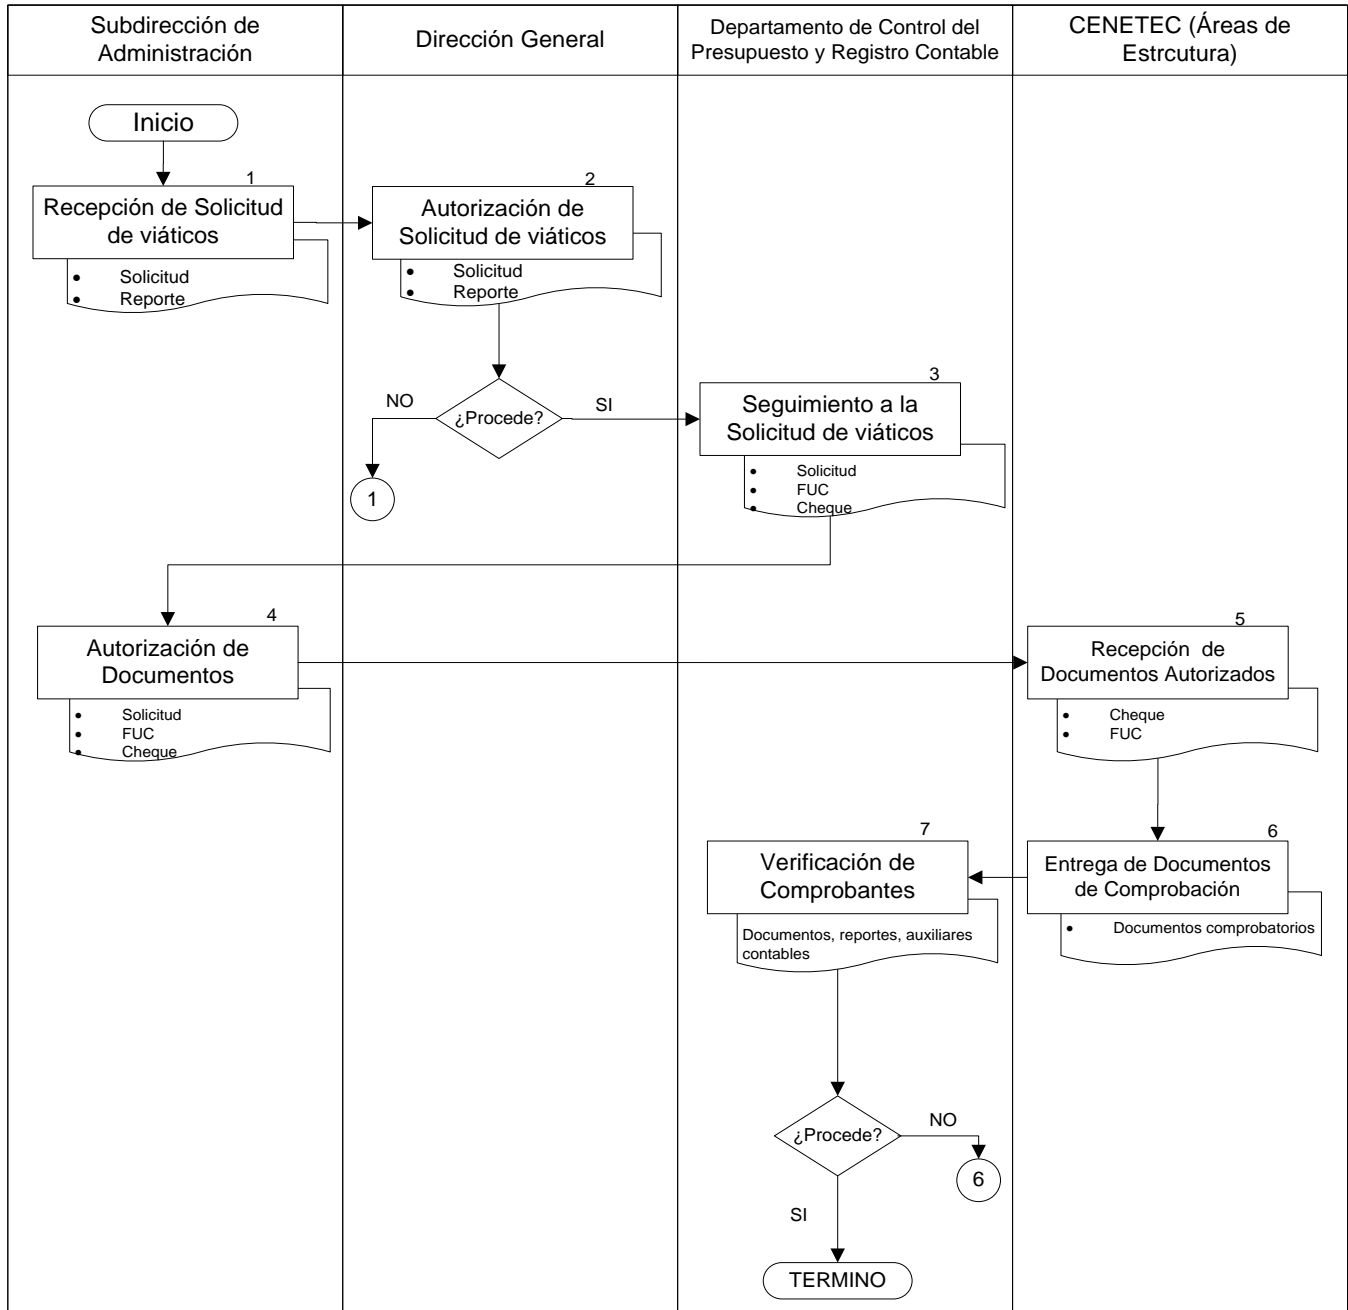 Subdirección de
Administración
Dirección General
Departamento de Control del
Presupuesto y Registro Contable
CENETEC (Áreas de
Estrcutura)
Inicio
1
Recepción de Solicitud
de viáticos
• Solicitud
• Reporte
2
Autorización de
Solicitud de viáticos
• Solicitud
• Reporte
¿Procede?
NO
SI
1
3
Seguimiento a la
Solicitud de viáticos
• Solicitud
• FUC
• Cheque
4
Autorización de
Documentos
• Solicitud
• FUC
• Cheque
5
Recepción de
Documentos Autorizados
• Cheque
• FUC
6
Entrega de Documentos
de Comprobación
• Documentos comprobatorios
7
Verificación de
Comprobantes
Documentos, reportes, auxiliares
contables
¿Procede?
NO
6
SI
TERMINO